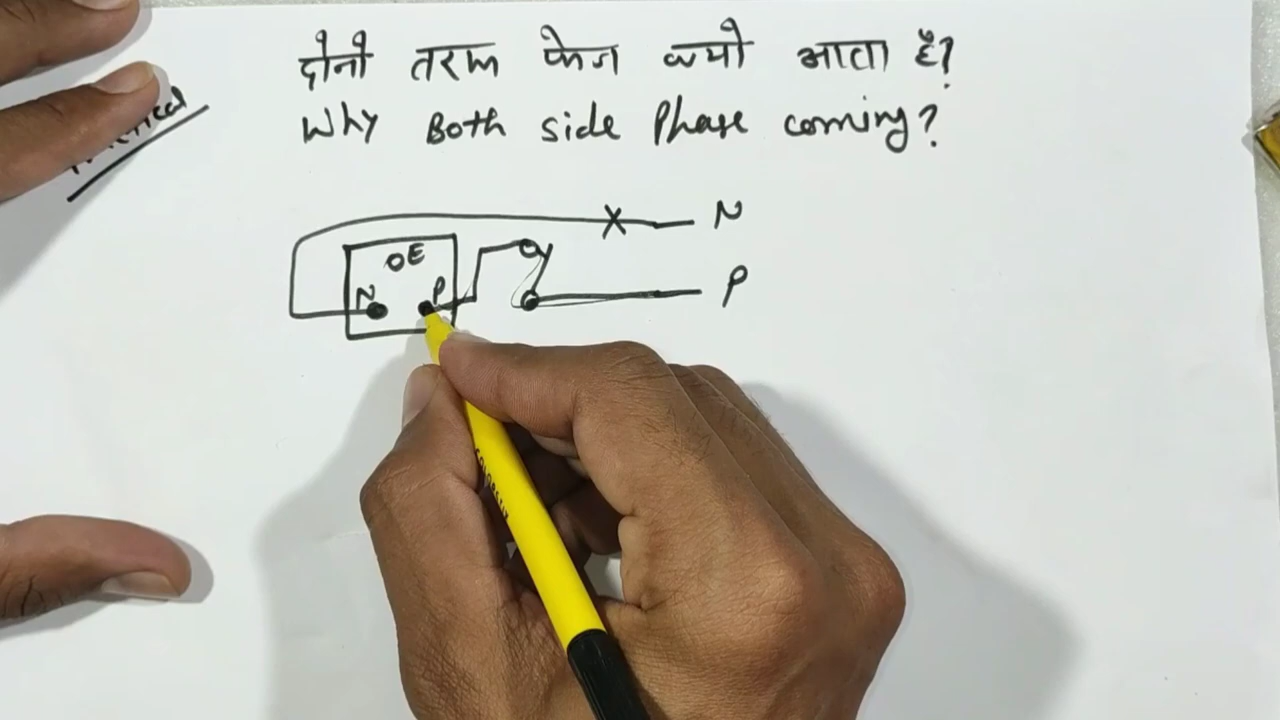 दोनो तरफ फेज क्यो आता है?
Why Both side Phase coming?
N
OE
N P
P